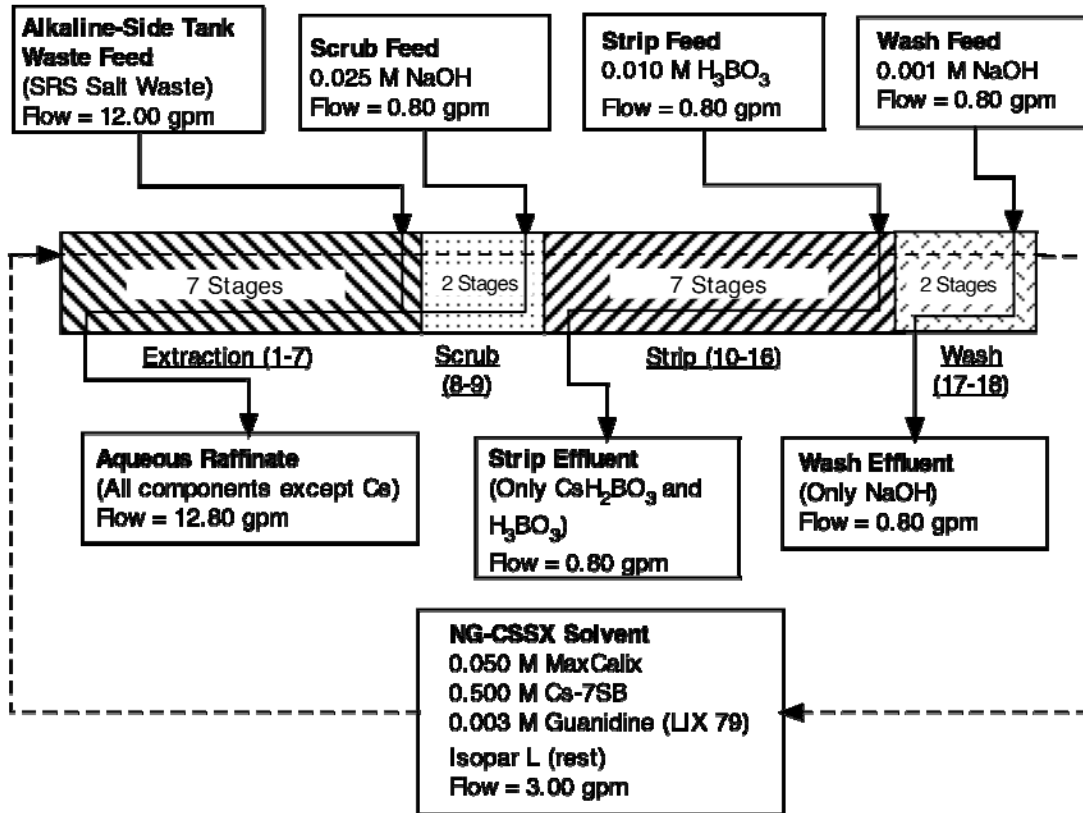 Alkaline-Side Tank
Waste Feed
(SRS Salt Waste)
Flow = 12.00 gpm
Scrub Feed
0.025 M NaOH
Flow = 0.80 gpm
Strip Feed
0.010 M H₃BO₃
Flow = 0.80 gpm
Wash Feed
0.001 M NaOH
Flow = 0.80 gpm
7 Stages
2 Stages
7 Stages
2 Stages
Extraction (1-7)
Scrub
(8-9)
Strip (10-16)
Wash
(17-18)
Aqueous Raffinate
(All components except Cs)
Flow = 12.80 gpm
Strip Effluent
(Only CsH₂BO₃ and
H₃BO₃)
Flow = 0.80 gpm
Wash Effluent
(Only NaOH)
Flow = 0.80 gpm
NG-CSSX Solvent
0.050 M MaxCalix
0.500 M Cs-7SB
0.003 M Guanidine (LIX 79)
Isopar L (rest)
Flow = 3.00 gpm